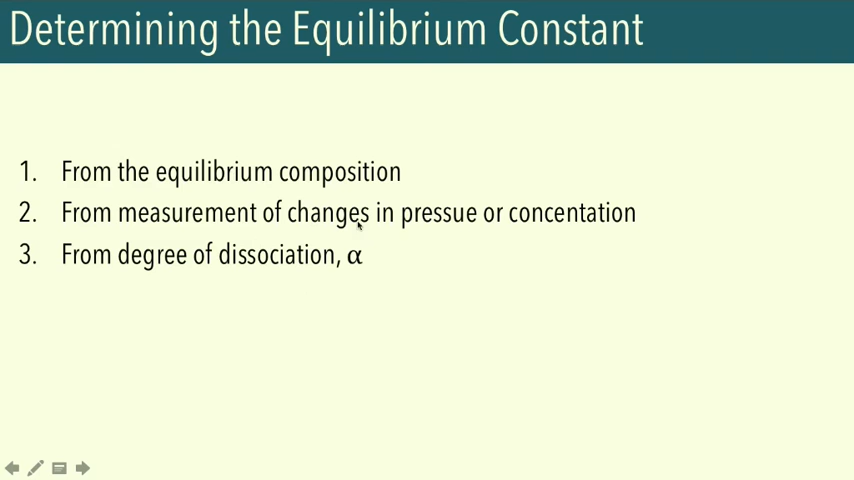 Determining the Equilibrium Constant
1. From the equilibrium composition
2. From measurement of changes in pressue or concentation
3. From degree of dissociation, α